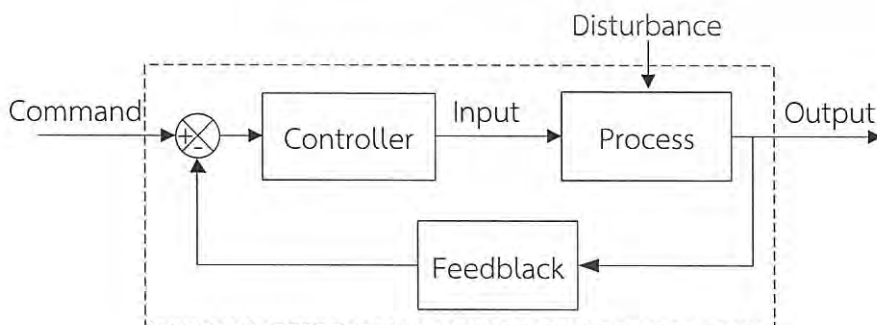 Disturbance
Command
+
-
Controller
Input
Process
Output
Feedblack